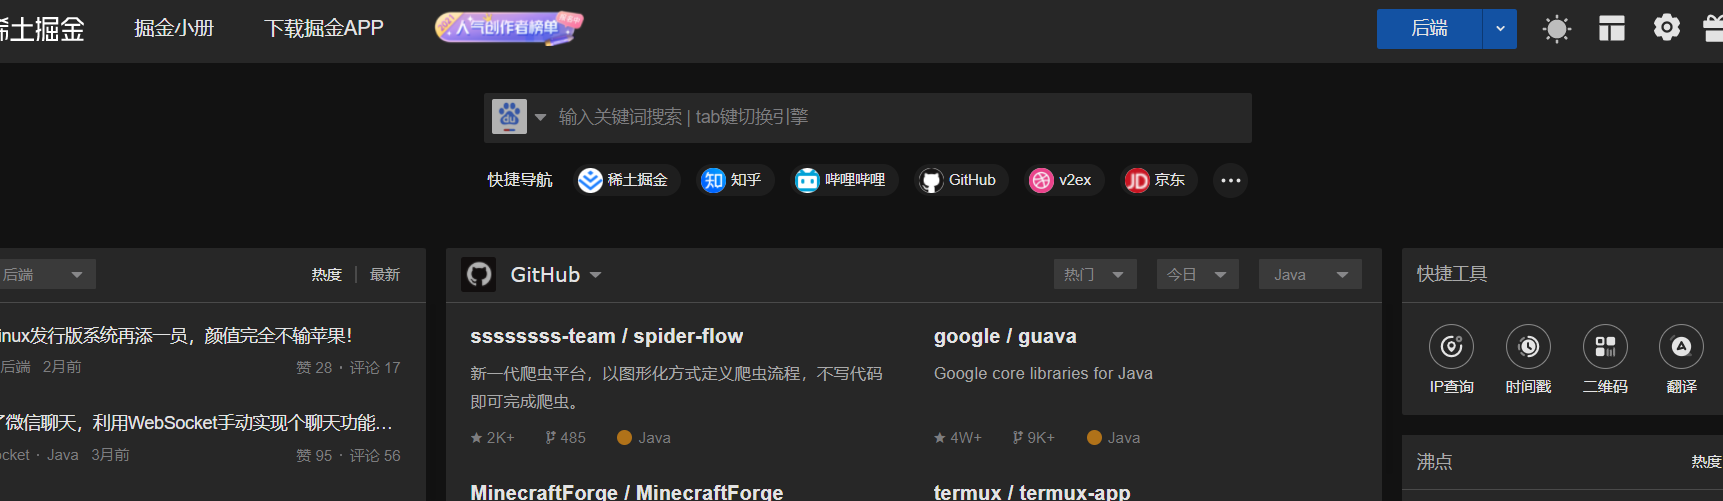 稀土掘金
掘金小册
下载掘金APP
2021
人气创作者榜单
后端
du
输入关键词搜索 | tab键切换引擎
快捷导航
稀土掘金
知 知乎
哔哩哔哩
GitHub
v2ex
JD 京东
后端
热度 | 最新
inux发行版系统再添一员，颜值完全不输苹果！
后端 2月前
赞 28 · 评论 17
了微信聊天，利用WebSocket手动实现个聊天功能...
ocket · Java 3月前
赞 95 · 评论 56
GitHub
热门
今日
Java
ssssssss-team / spider-flow
新一代爬虫平台，以图形化方式定义爬虫流程，不写代码
即可完成爬虫。
2K+
485
Java
google / guava
Google core libraries for Java
4W+
9K+
Java
MinecraftForge / MinecraftForge
termux / termux-app
快捷工具
IP查询
时间戳
二维码
翻译
沸点
热度